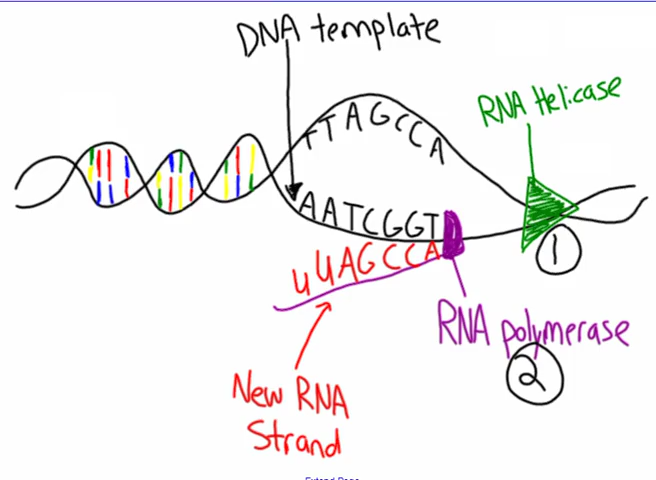 DNA template
RNA Helicase
TTAGCCA
AATCGGT
1
UUAGCCA
RNA polymerase
2
New RNA
Strand